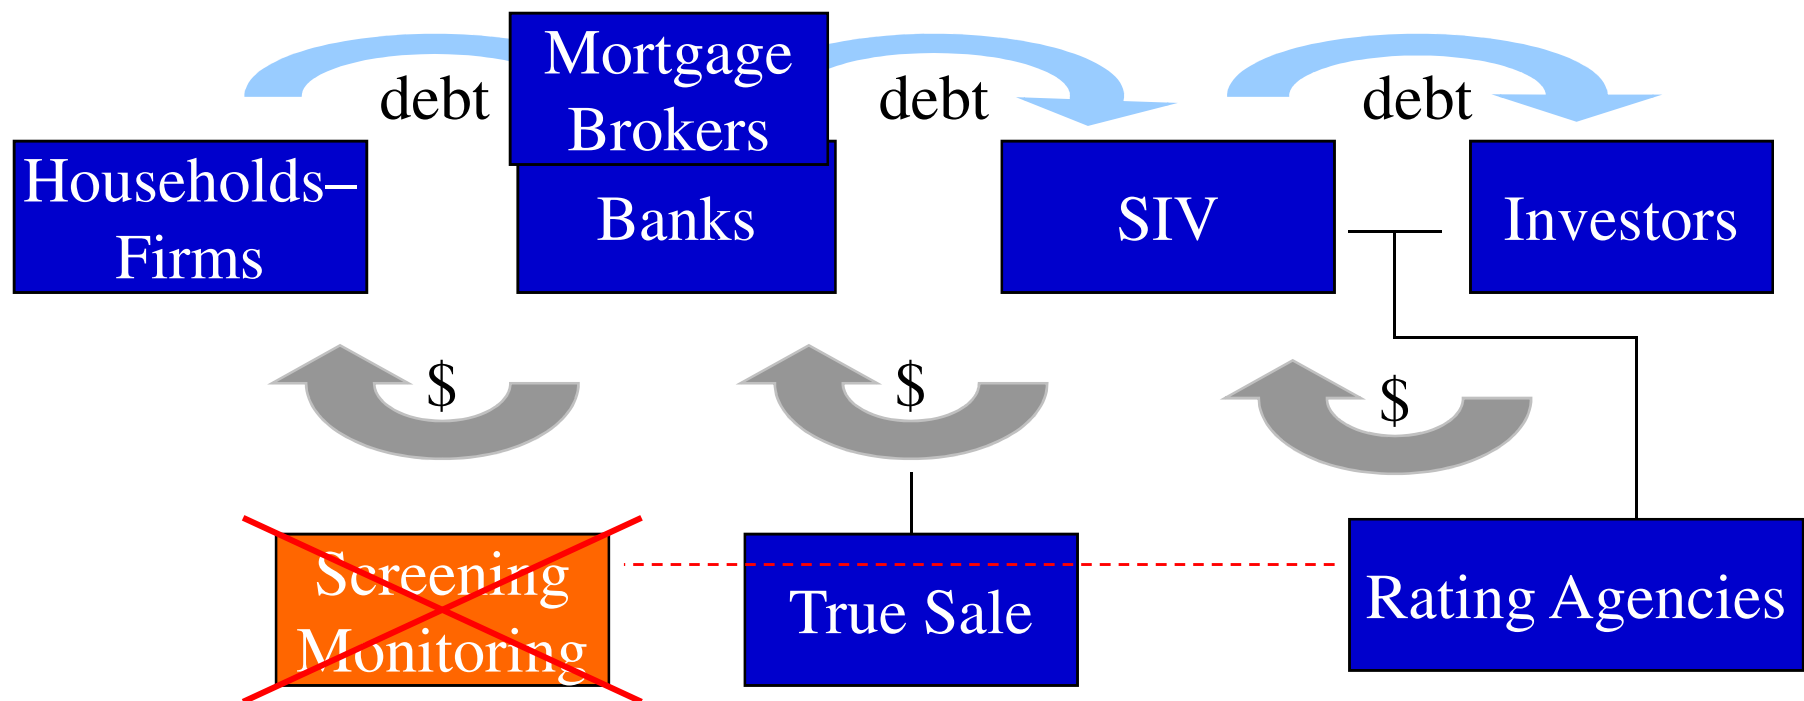 Mortgage
Brokers
debt
debt
debt
Households–
Firms
Banks
SIV
Investors
$
$
$
Screening
Monitoring
True Sale
Rating Agencies